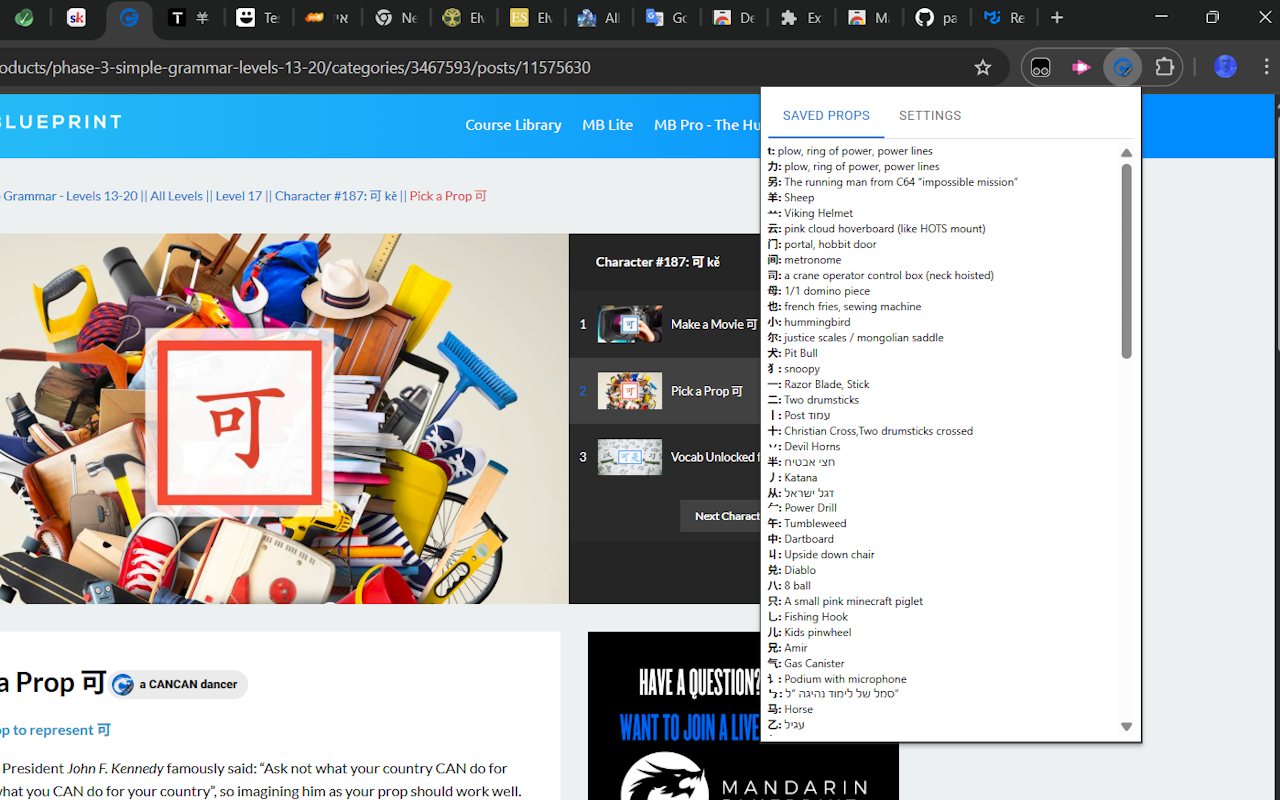 sk
T
羊
Te
אי
Ne
Elv
ES
Elv
All
Go
De
Ex
Ma
pa
Re
oducts/phase-3-simple-grammar-levels-13-20/categories/3467593/posts/11575630
BLUEPRINT
Course Library
MB Lite
MB Pro - The Hu
Grammar - Levels 13-20 || All Levels || Level 17 || Character #187: 可 kě || Pick a Prop 可
可
Character #187: 可 kě
1 Make a Movie 可
2 Pick a Prop 可
3 Vocab Unlocked f
Next Charact
a Prop 可
a CANCAN dancer
op to represent 可
President John F. Kennedy famously said: “Ask not what your country CAN do for
what you CAN do for your country”, so imagining him as your prop should work well.
HAVE A QUESTION?
WANT TO JOIN A LIVE
MANDARIN
BLUEPRINT
SAVED PROPS
SETTINGS
t: plow, ring of power, power lines
力: plow, ring of power, power lines
另: The running man from C64 "impossible mission"
羊: Sheep
䒑: Viking Helmet
云: pink cloud hoverboard (like HOTS mount)
门: portal, hobbit door
间: metronome
司: a crane operator control box (neck hoisted)
母: 1/1 domino piece
也: french fries, sewing machine
小: hummingbird
尔: justice scales / mongolian saddle
犬: Pit Bull
犭: snoopy
一: Razor Blade, Stick
二: Two drumsticks
丨: Post עמוד
十: Christian Cross,Two drumsticks crossed
丷: Devil Horns
半: חצי אבטיח
丿: Katana
从: דגל ישראל
𠂉: Power Drill
午: Tumbleweed
中: Dartboard
丩: Upside down chair
兑: Diablo
八: 8 ball
只: A small pink minecraft piglet
乚: Fishing Hook
儿: Kids pinwheel
兄: Amir
气: Gas Canister
讠: Podium with microphone
ㄅ: סמל של לימוד נהיגה "ל"
马: Horse
乙: עגיל